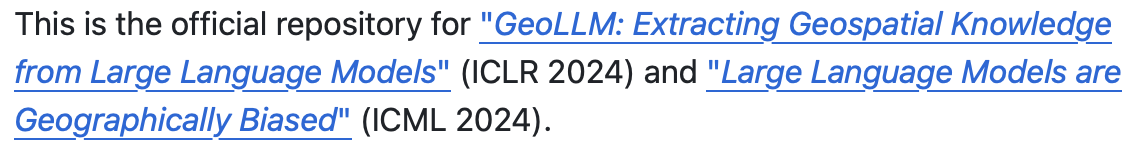 This is the official repository for "GeoLLM: Extracting Geospatial Knowledge
from Large Language Models" (ICLR 2024) and "Large Language Models are
Geographically Biased" (ICML 2024).